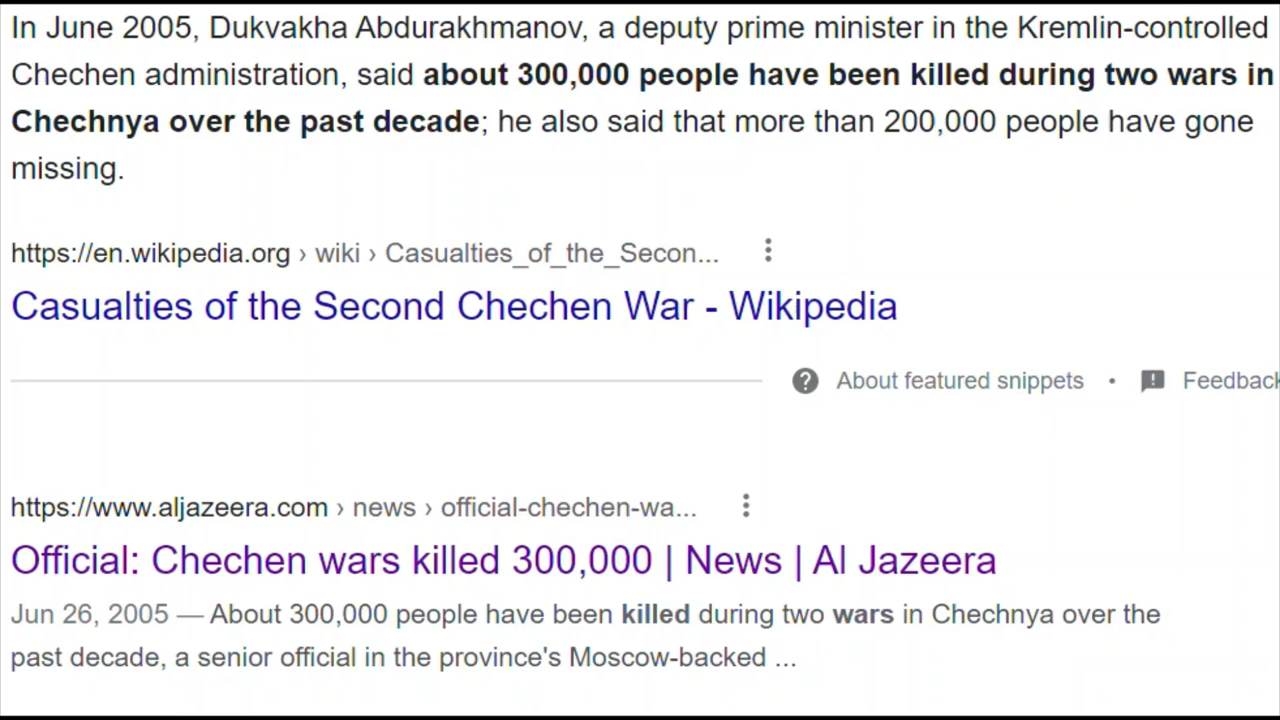 In June 2005, Dukvakha Abdurakhmanov, a deputy prime minister in the Kremlin-controlled
Chechen administration, said about 300,000 people have been killed during two wars in
Chechnya over the past decade; he also said that more than 200,000 people have gone
missing.
https://en.wikipedia.org › wiki › Casualties_of_the_Secon...
Casualties of the Second Chechen War - Wikipedia
About featured snippets • Feedback
https://www.aljazeera.com › news › official-chechen-wa...
Official: Chechen wars killed 300,000 | News | Al Jazeera
Jun 26, 2005 — About 300,000 people have been killed during two wars in Chechnya over the
past decade, a senior official in the province's Moscow-backed ...